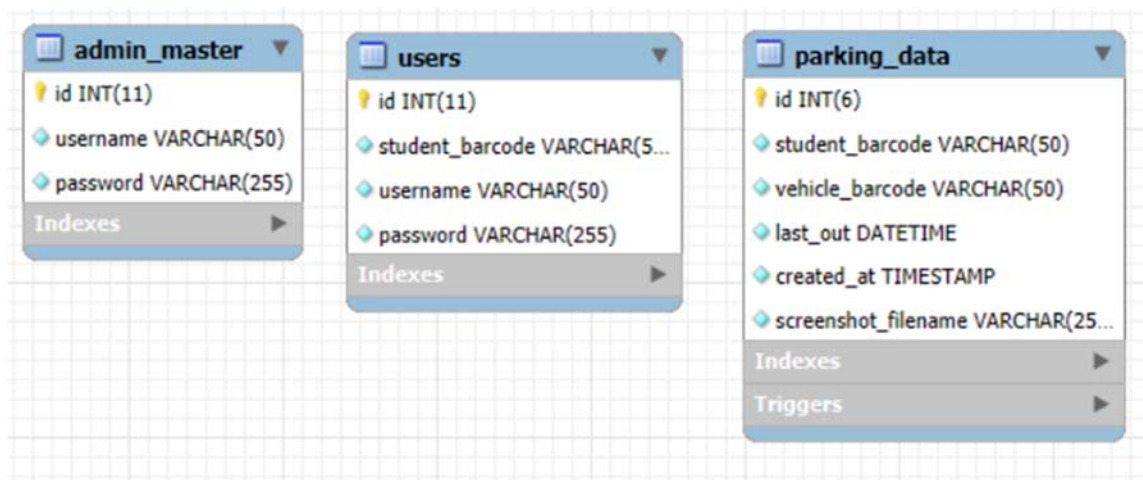 admin_master
id INT(11)
username VARCHAR(50)
password VARCHAR(255)
Indexes
users
id INT(11)
student_barcode VARCHAR(5...
username VARCHAR(50)
password VARCHAR(255)
Indexes
parking_data
id INT(6)
student_barcode VARCHAR(50)
vehicle_barcode VARCHAR(50)
last_out DATETIME
created_at TIMESTAMP
screenshot_filename VARCHAR(25...
Indexes
Triggers